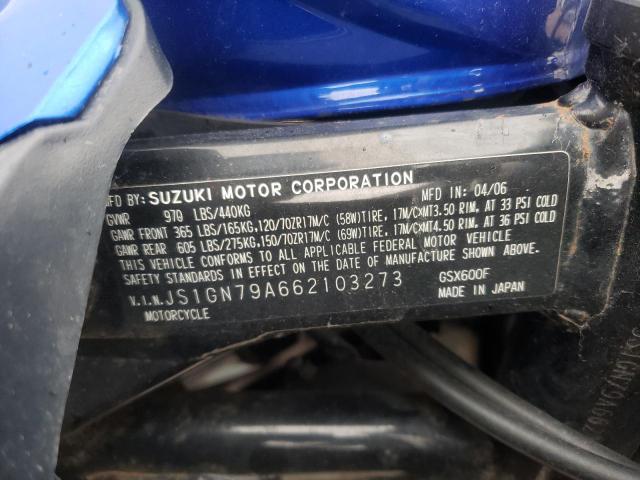 MFD BY: SUZUKI MOTOR CORPORATION MFD IN: 04/06
GVWR 970 LBS/440KG
GAWR FRONT 365 LBS/165KG,120/70ZR17M/C (58W)TIRE, 17M/C×MT3.50 RIM, AT 33 PSI COLD
GAWR REAR 605 LBS/275KG,150/70ZR17M/C (69W)TIRE, 17M/C×MT4.50 RIM, AT 36 PSI COLD
THIS VEHICLE CONFORMS TO ALL APPLICABLE FEDERAL MOTOR VEHICLE
SAFETY STANDARDS IN EFFECT ON THE DATE OF MANUFACTURE SHOWN ABOVE.
V.I.N.JS1GN79A662103273 GSX600F
MOTORCYCLE MADE IN JAPAN